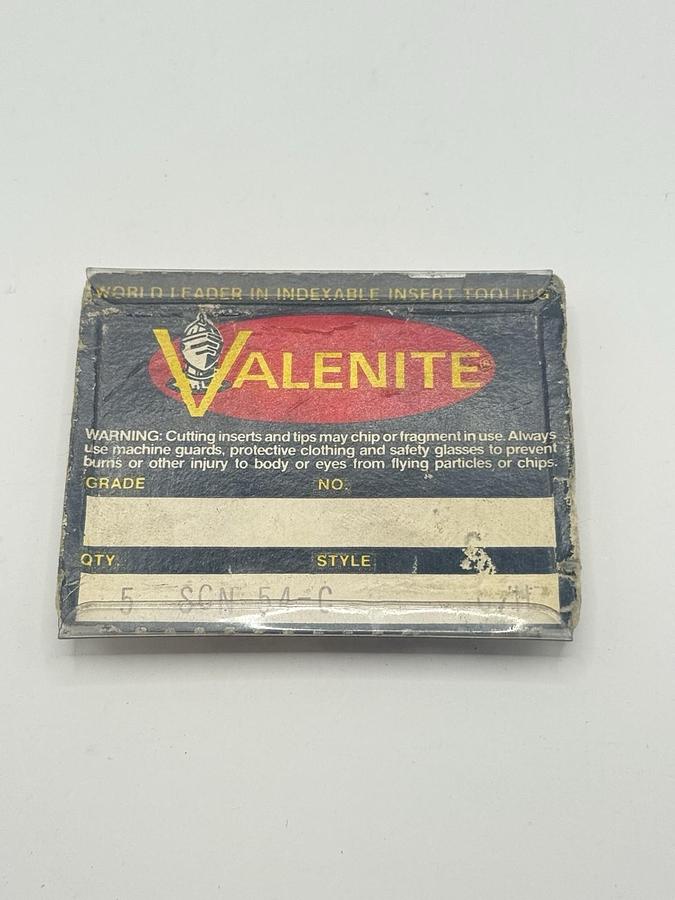 WORLD LEADER IN INDEXABLE INSERT TOOLING
VALENITE®
WARNING: Cutting inserts and tips may chip or fragment in use. Always
use machine guards, protective clothing and safety glasses to prevent
burns or other injury to body or eyes from flying particles or chips.
GRADE NO.
QTY. STYLE
5 SCN 54-C